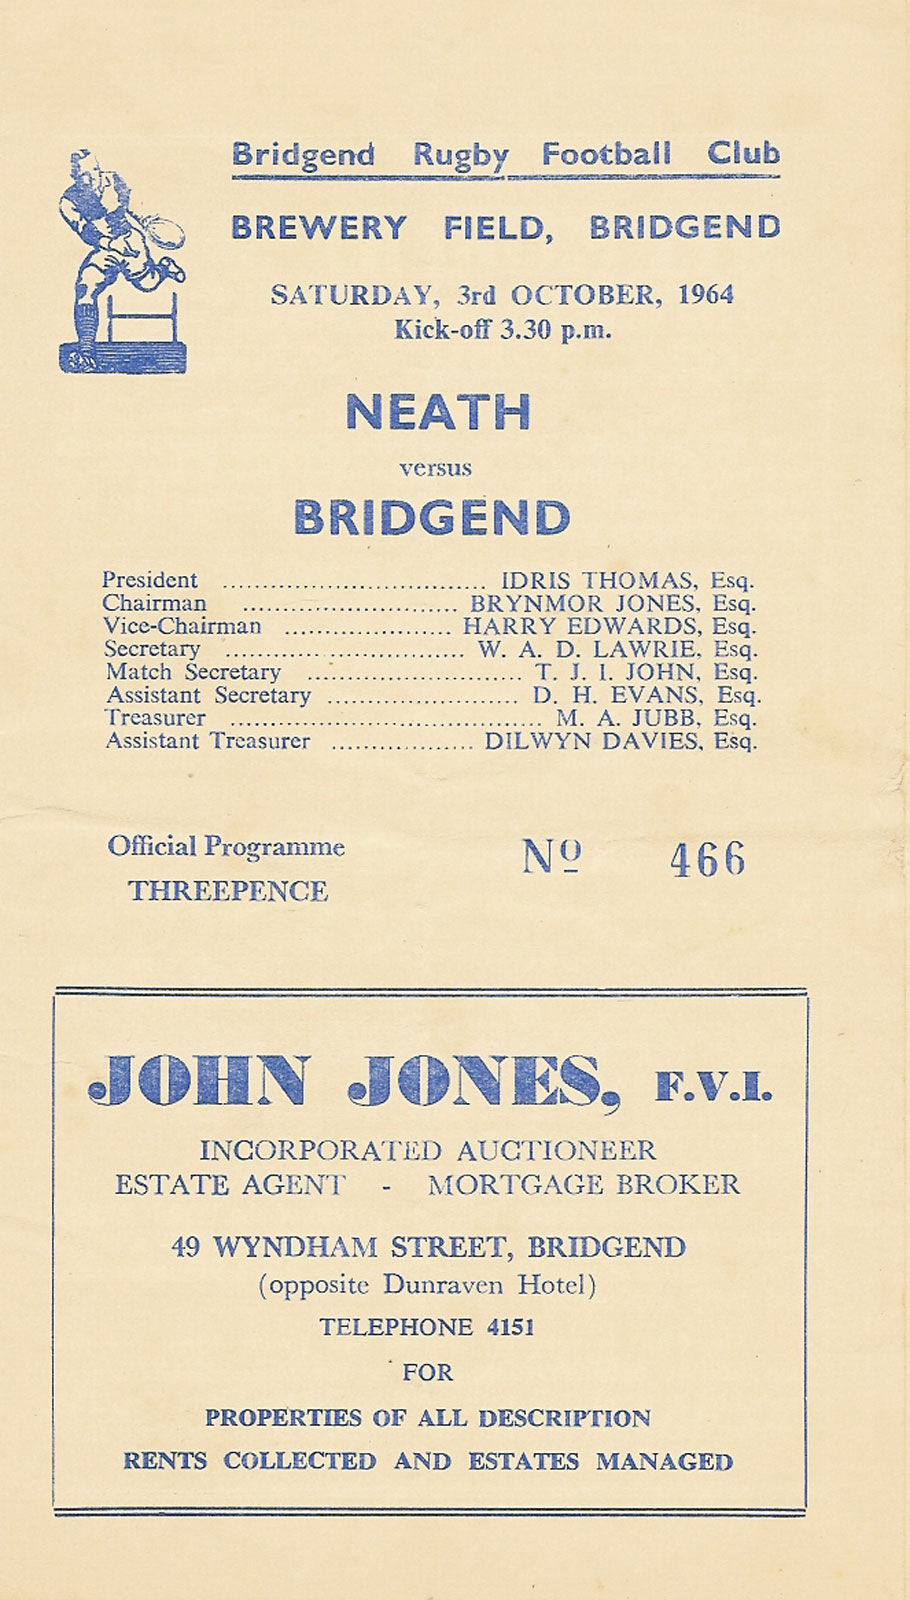 Bridgend Rugby Football Club
BREWERY FIELD, BRIDGEND
SATURDAY, 3rd OCTOBER, 1964
Kick-off 3.30 p.m.
NEATH
versus
BRIDGEND
President ................................ IDRIS THOMAS, Esq.
Chairman .......................... BRYNMOR JONES, Esq.
Vice-Chairman .................... HARRY EDWARDS, Esq.
Secretary ............................. W. A. D. LAWRIE, Esq.
Match Secretary .......................... T. J. I. JOHN, Esq.
Assistant Secretary ....................... D. H. EVANS, Esq.
Treasurer ...................................... M. A. JUBB, Esq.
Assistant Treasurer ................. DILWYN DAVIES, Esq.
Official Programme
THREEPENCE
Nº 466
JOHN JONES, F.V.I.
INCORPORATED AUCTIONEER
ESTATE AGENT - MORTGAGE BROKER
49 WYNDHAM STREET, BRIDGEND
(opposite Dunraven Hotel)
TELEPHONE 4151
FOR
PROPERTIES OF ALL DESCRIPTION
RENTS COLLECTED AND ESTATES MANAGED